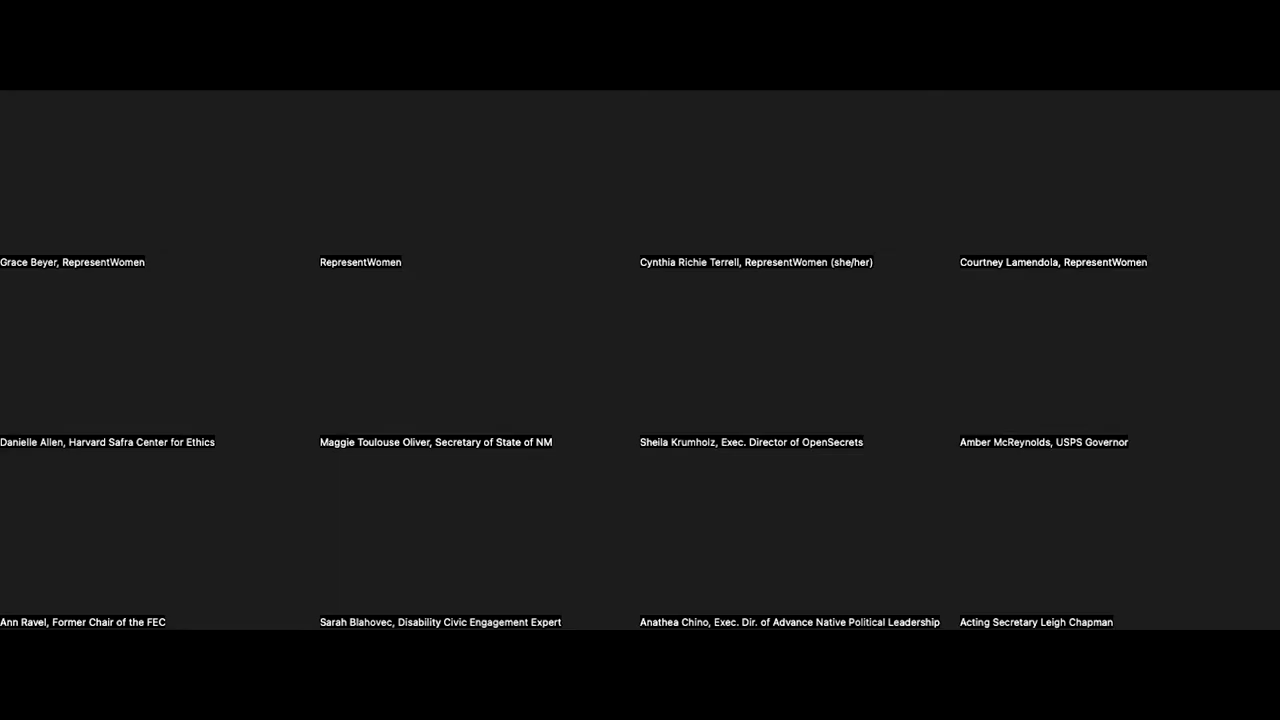 Grace Beyer, RepresentWomen
RepresentWomen
Cynthia Richie Terrell, RepresentWomen (she/her)
Courtney Lamendola, RepresentWomen
Danielle Allen, Harvard Safra Center for Ethics
Maggie Toulouse Oliver, Secretary of State of NM
Sheila Krumholz, Exec. Director of OpenSecrets
Amber McReynolds, USPS Governor
Ann Ravel, Former Chair of the FEC
Sarah Blahovec, Disability Civic Engagement Expert
Anathea Chino, Exec. Dir. of Advance Native Political Leadership
Acting Secretary Leigh Chapman